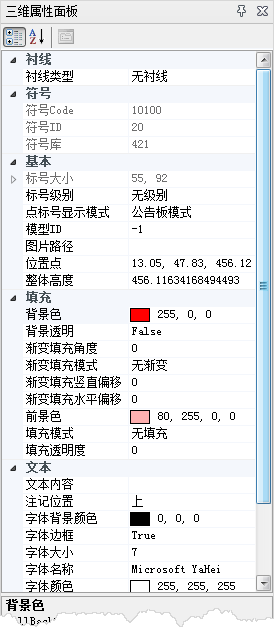 三维属性面板
衬线
衬线类型 无衬线
符号
符号Code 10100
符号ID 20
符号库 421
基本
标号大小 55, 92
标号级别 无级别
点标号显示模式 公告板模式
模型ID -1
图片路径
位置点 13.05, 47.83, 456.12
整体高度 456.11634168494493
填充
背景色 255, 0, 0
背景透明 False
渐变填充角度 0
渐变填充模式 无渐变
渐变填充竖直偏移 0
渐变填充水平偏移 0
前景色 80, 255, 0, 0
填充模式 无填充
填充透明度 0
文本
文本内容
注记位置 上
字体背景颜色 0, 0, 0
字体边框 True
字体大小 7
字体名称 Microsoft YaHei
字体颜色 255, 255, 255
背景色